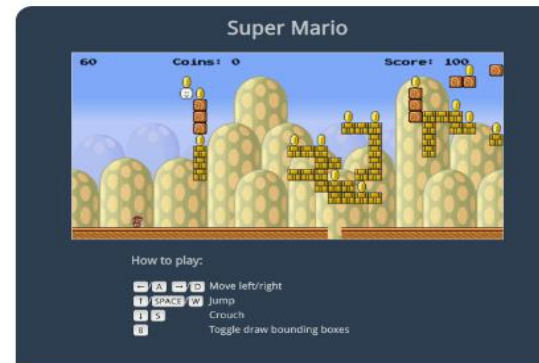 Super Mario
60 Coins: 0 Score: 100
How to play:
←/A →/D Move left/right
↑/SPACE/W Jump
↓ S Crouch
B Toggle draw bounding boxes